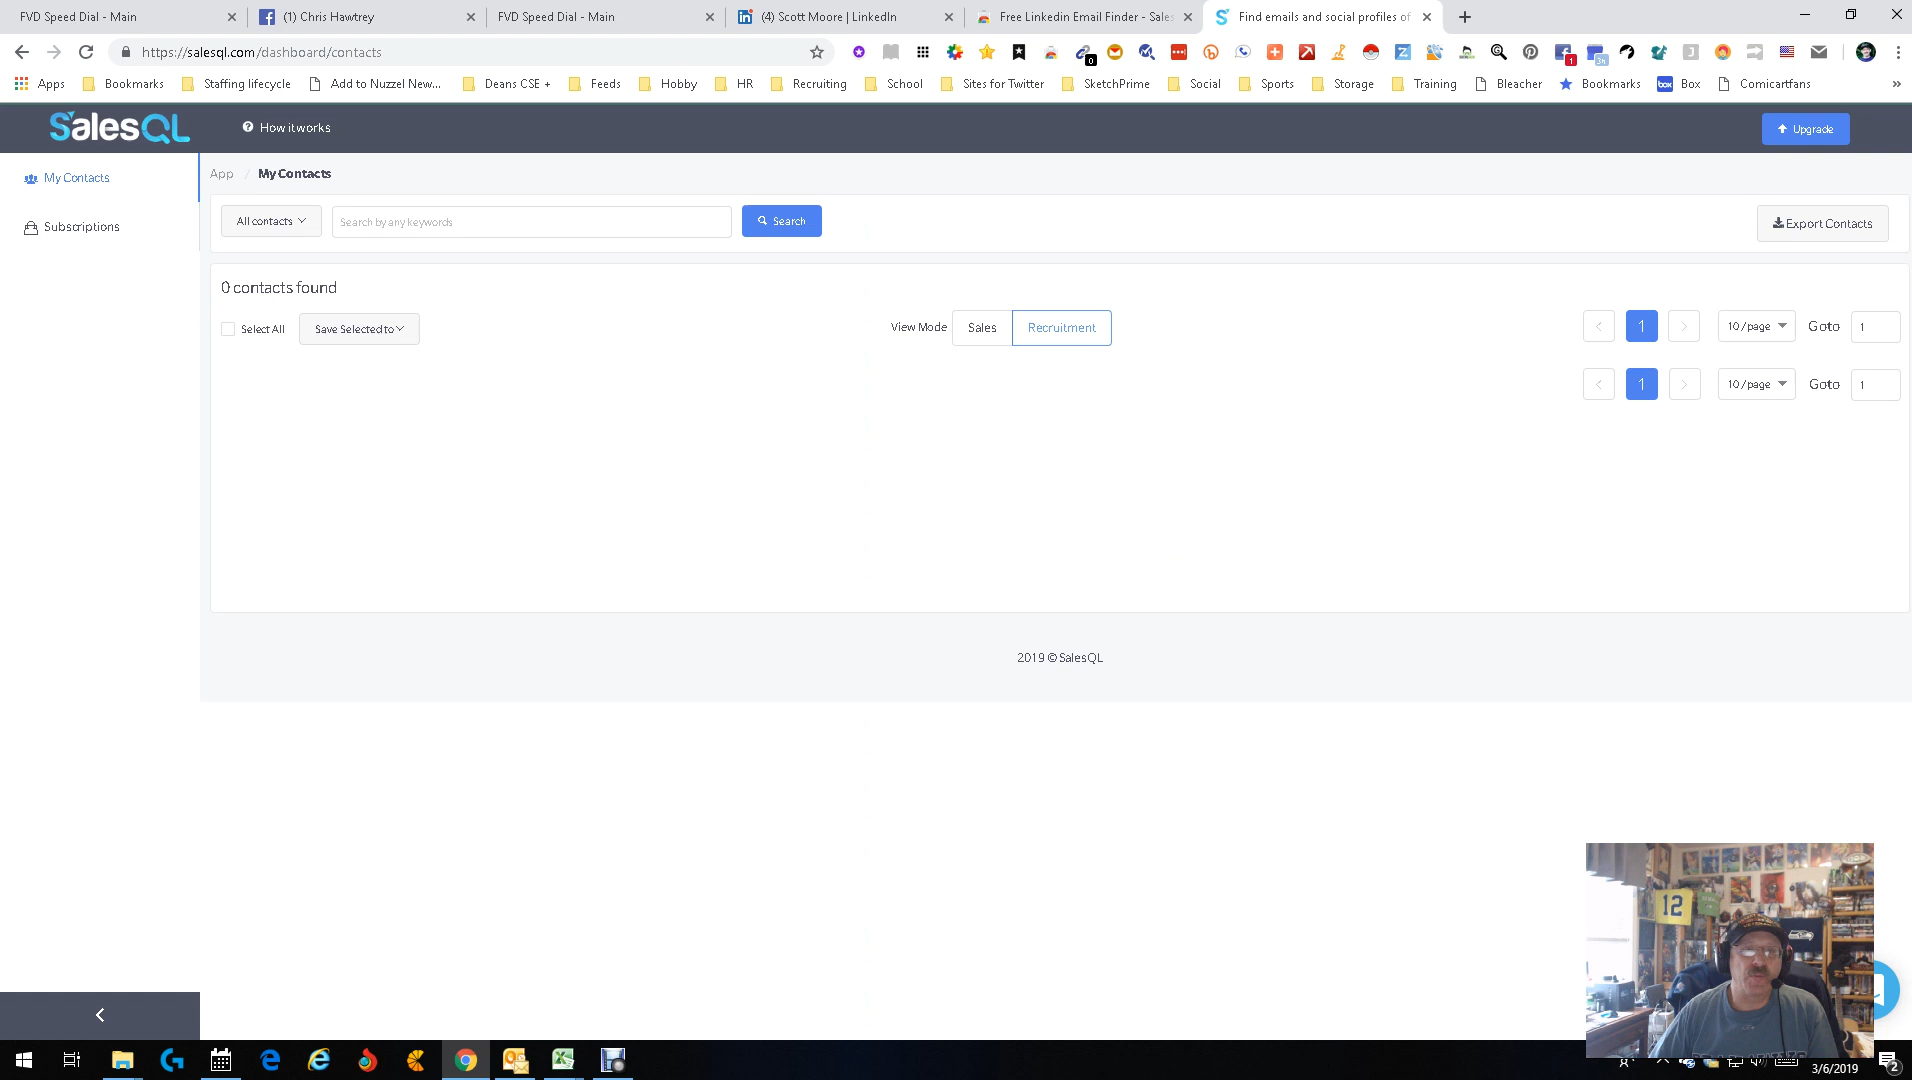 FVD Speed Dial - Main
(1) Chris Hawtrey
FVD Speed Dial - Main
(4) Scott Moore | LinkedIn
Free Linkedin Email Finder - Sales
Find emails and social profiles of
https://salesql.com/dashboard/contacts
0
1
3h
Apps
Bookmarks
Staffing lifecycle
Add to Nuzzel New...
Deans CSE +
Feeds
Hobby
HR
Recruiting
School
Sites for Twitter
SketchPrime
Social
Sports
Storage
Training
Bleacher
Bookmarks
box
Box
Comicartfans
»
SalesQL
How it works
Upgrade
My Contacts
Subscriptions
App / My Contacts
All contacts
Search by any keywords
Search
Export Contacts
0 contacts found
Select All
Save Selected to
View Mode
Sales
Recruitment
1
10/page
Goto
1
1
10/page
Goto
1
2019 © SalesQL
12
3/6/2019
2